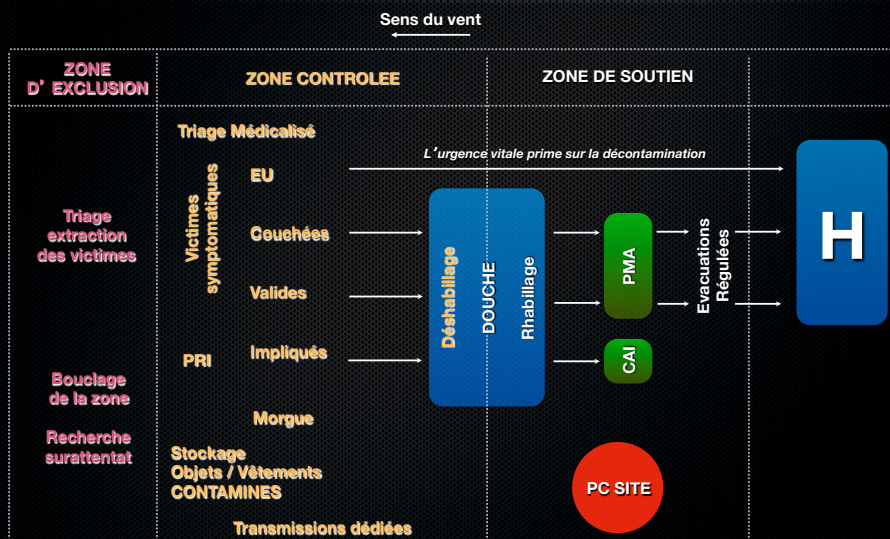 Sens du vent
ZONE
D' EXCLUSION
ZONE CONTROLEE
ZONE DE SOUTIEN
Triage Médicalisé
L'urgence vitale prime sur la décontamination
EU
Victimes
symptomatiques
Couchées
Valides
Triage
extraction
des victimes
Déshabillage
DOUCHE
Rhabillage
PMA
Evacuations
Régulées
H
PRI
Impliqués
CAI
Bouclage
de la zone
Morgue
Recherche
surattentat
Stockage
Objets / Vêtements
CONTAMINES
PC SITE
Transmissions dédiées